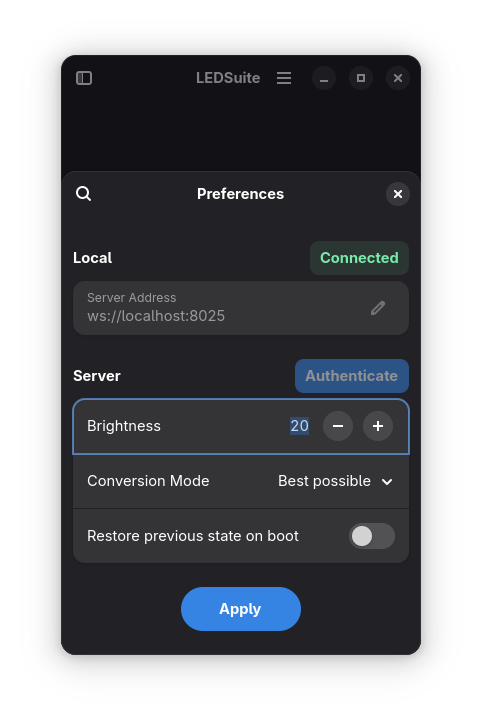 LEDSuite
Preferences
Local
Connected
Server Address
ws://localhost:8025
Server
Authenticate
Brightness 20
Conversion Mode Best possible
Restore previous state on boot
Apply